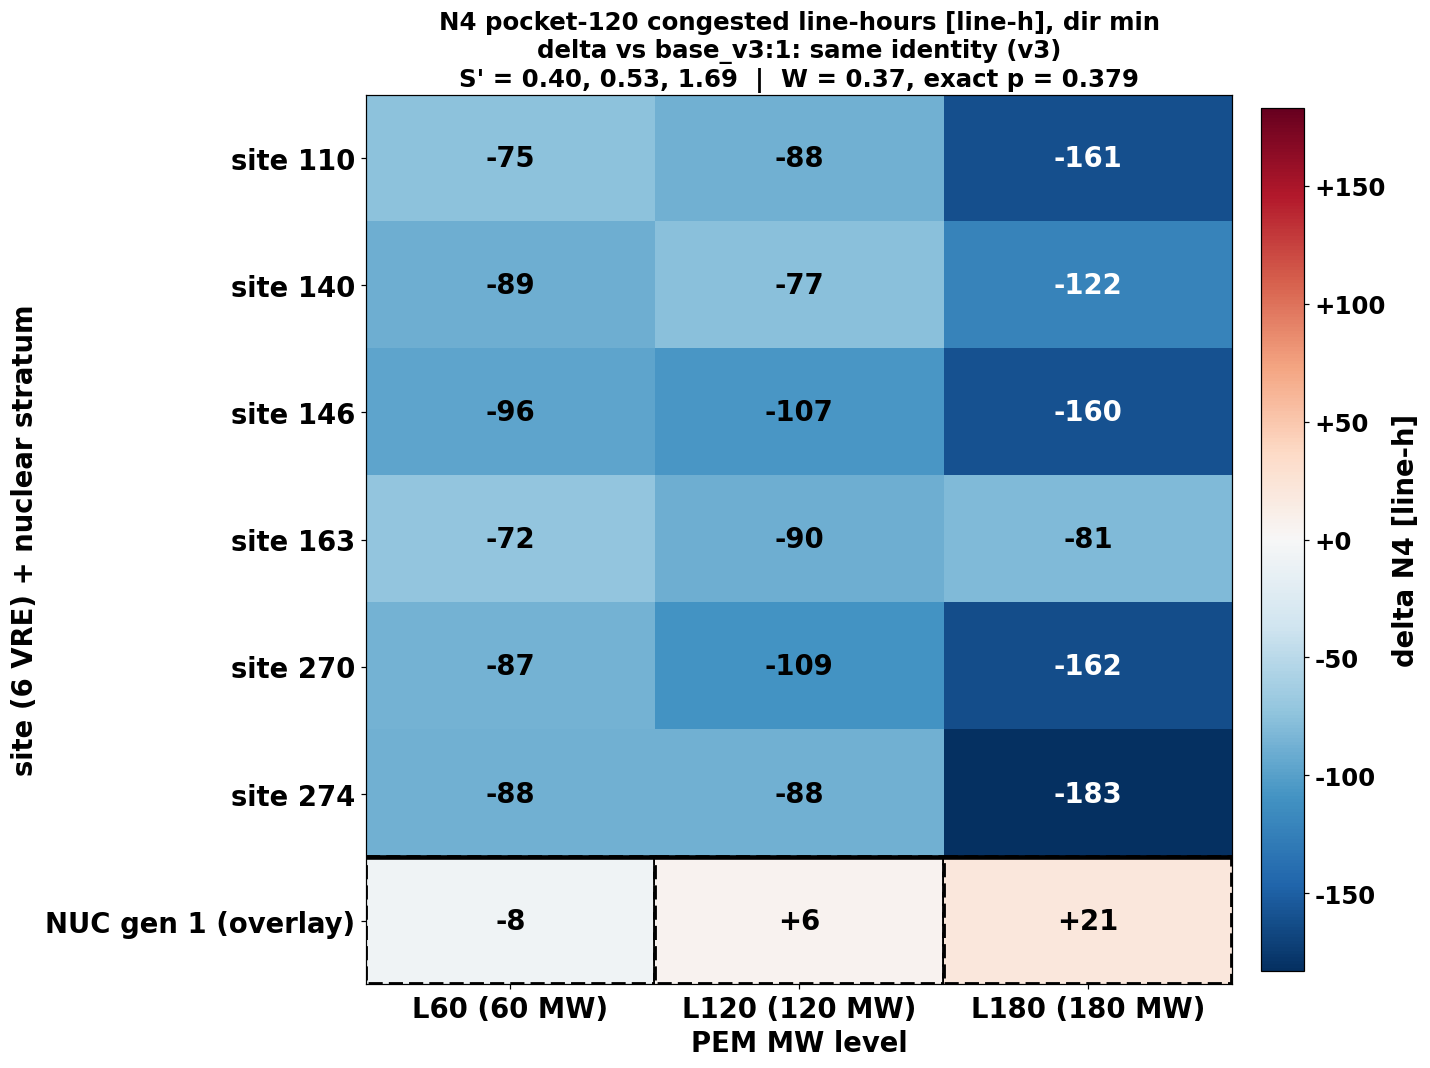 N4 pocket-120 congested line-hours [line-h], dir min
delta vs base_v3:1: same identity (v3)
S' = 0.40, 0.53, 1.69 | W = 0.37, exact p = 0.379
site (6 VRE) + nuclear stratum
site 110 -75 -88 -161
site 140 -89 -77 -122
site 146 -96 -107 -160
site 163 -72 -90 -81
site 270 -87 -109 -162
site 274 -88 -88 -183
NUC gen 1 (overlay) -8 +6 +21
L60 (60 MW) L120 (120 MW) L180 (180 MW)
PEM MW level
+150
+100
+50
+0
-50
-100
-150
delta N4 [line-h]